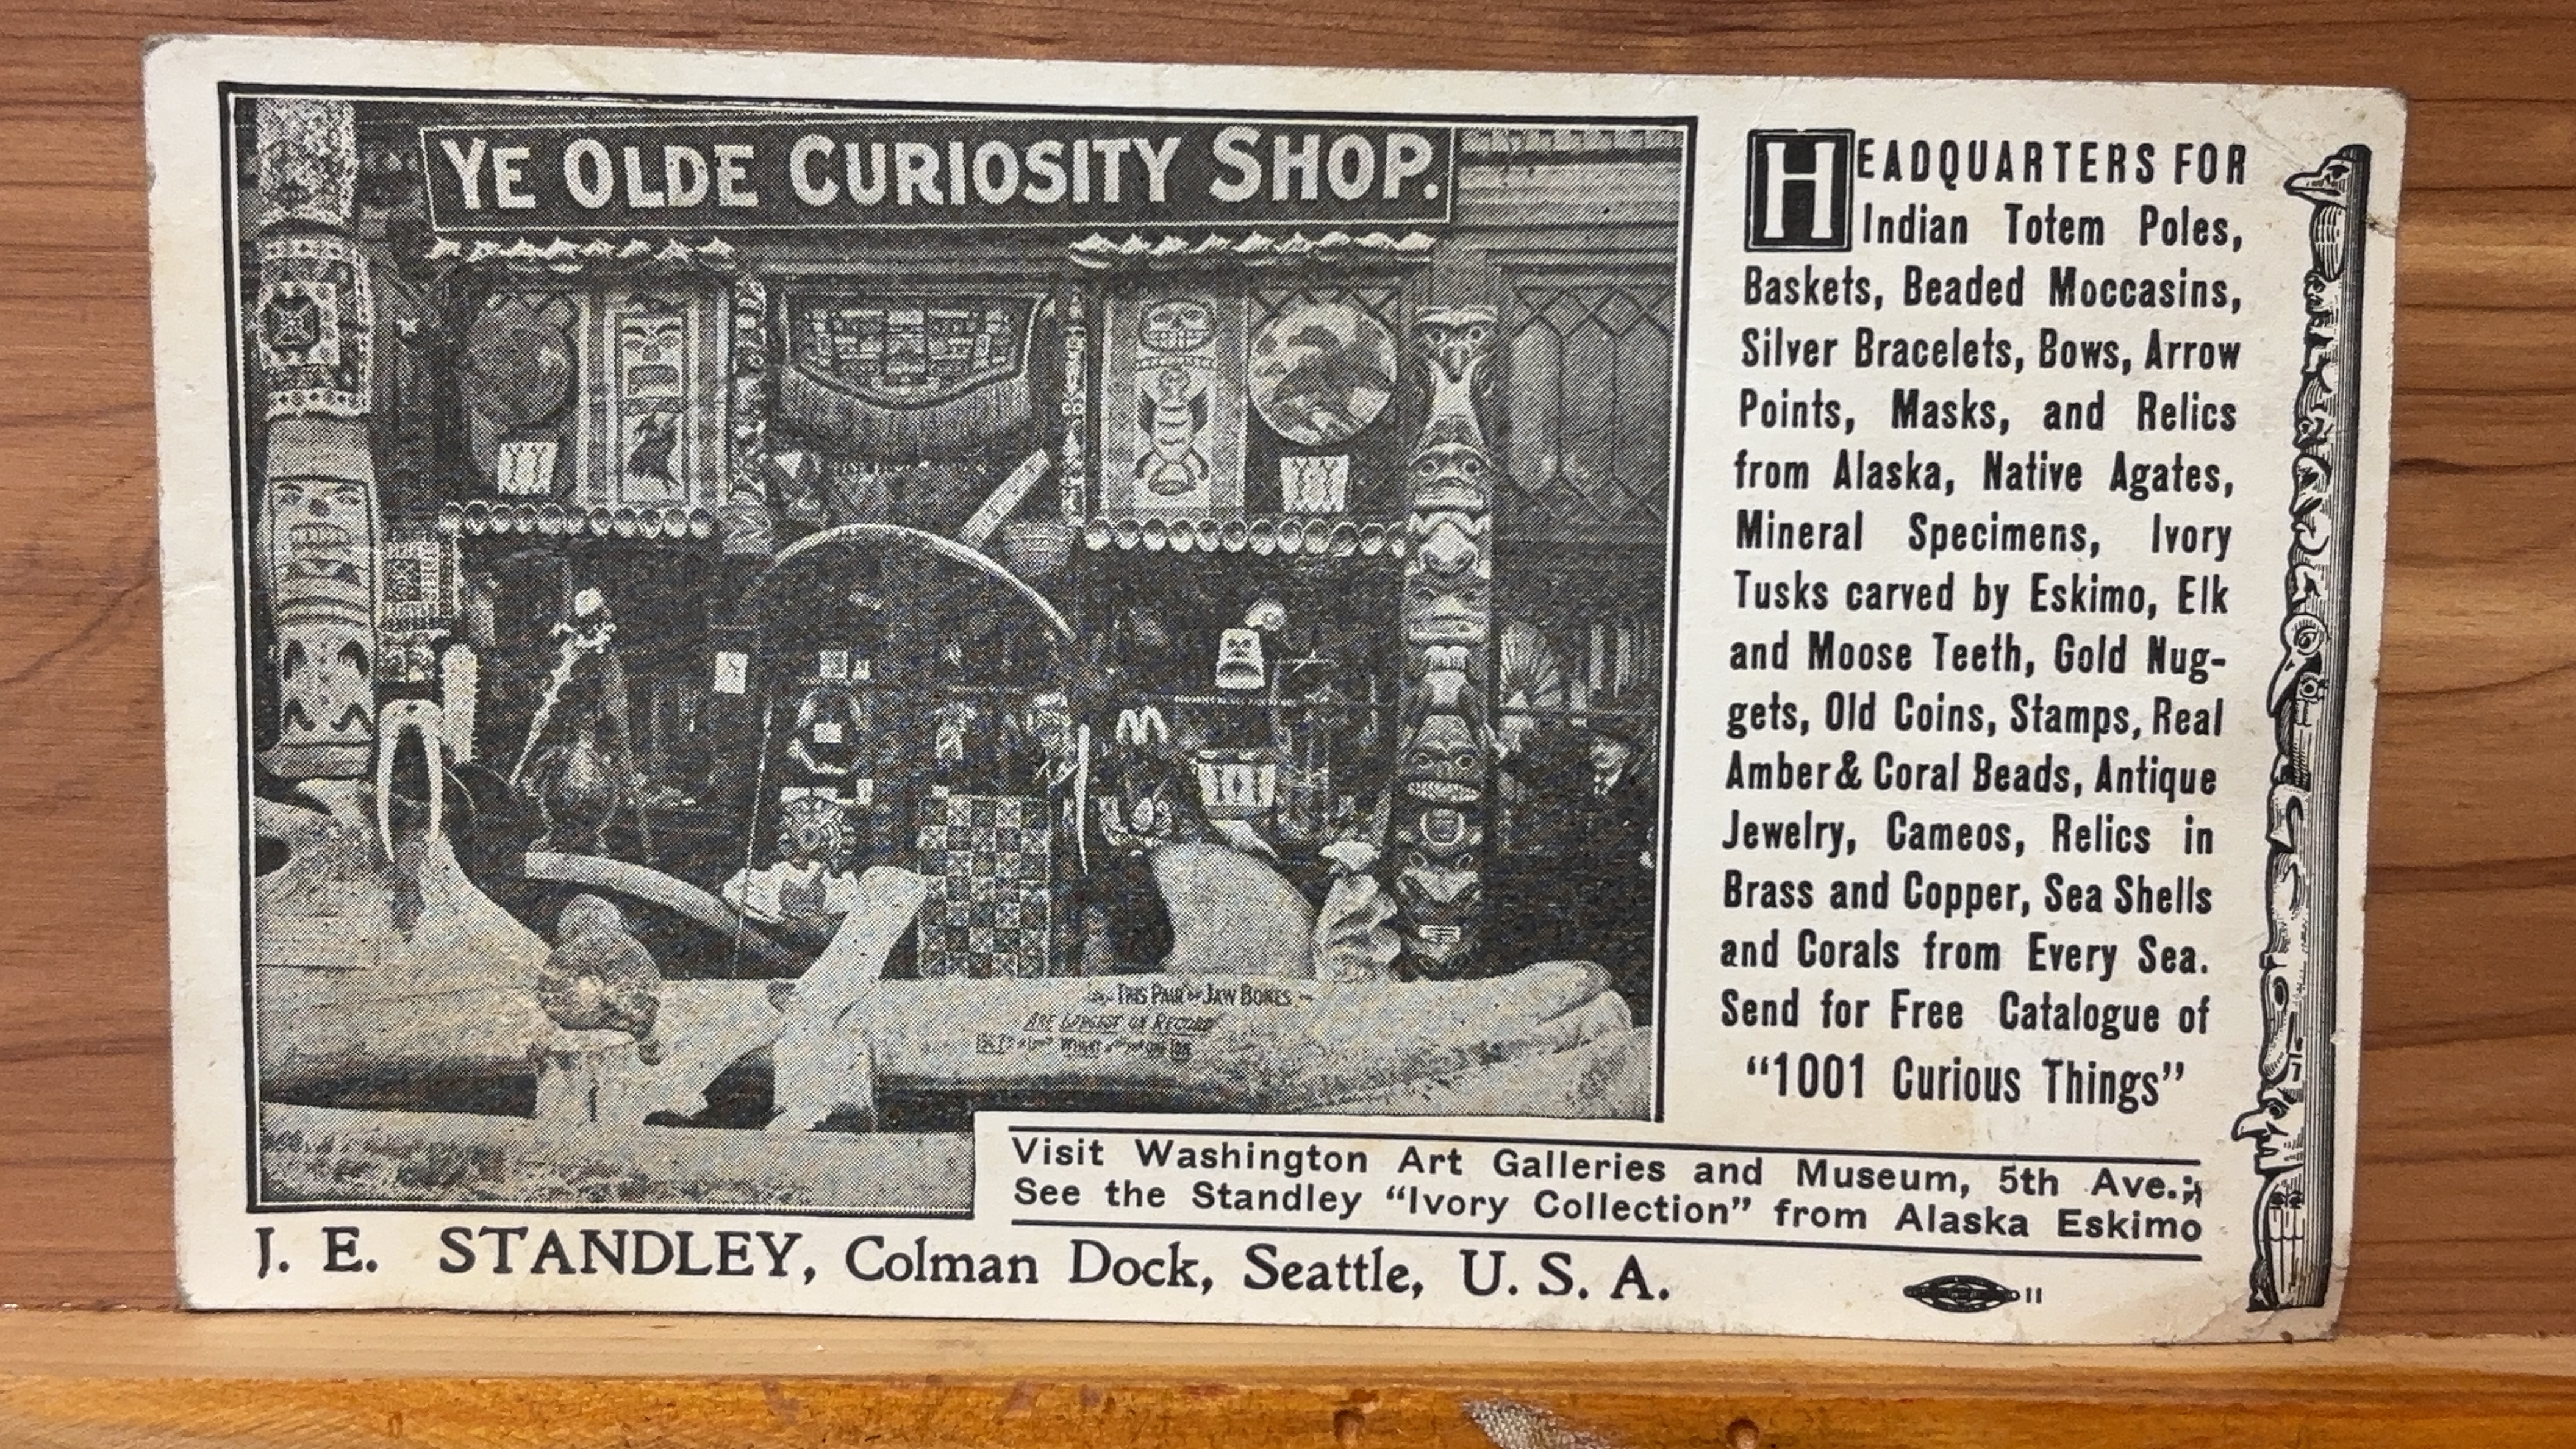 YE OLDE CURIOSITY SHOP.
THIS PAIR OF JAW BONES
ARE LARGEST ON RECORD
HEADQUARTERS FOR
Indian Totem Poles,
Baskets, Beaded Moccasins,
Silver Bracelets, Bows, Arrow
Points, Masks, and Relics
from Alaska, Native Agates,
Mineral Specimens, Ivory
Tusks carved by Eskimo, Elk
and Moose Teeth, Gold Nug-
gets, Old Coins, Stamps, Real
Amber & Coral Beads, Antique
Jewelry, Cameos, Relics in
Brass and Copper, Sea Shells
and Corals from Every Sea.
Send for Free Catalogue of
"1001 Curious Things"
Visit Washington Art Galleries and Museum, 5th Ave.;
See the Standley "Ivory Collection" from Alaska Eskimo
J. E. STANDLEY, Colman Dock, Seattle, U. S. A.
11